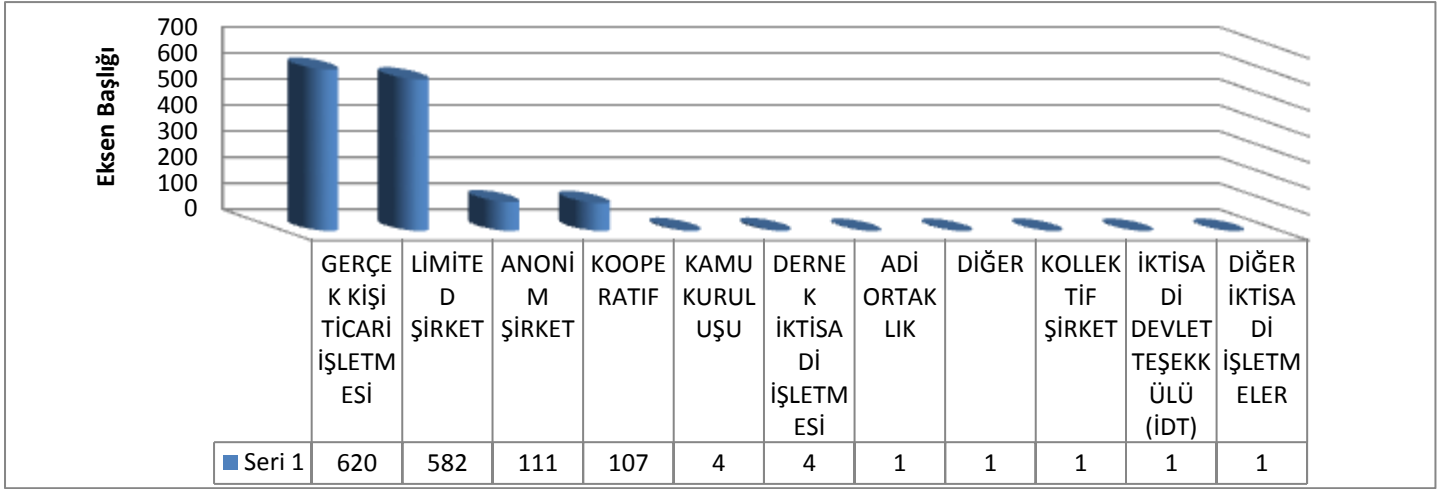 Eksen Başlığı
700
600
500
400
300
200
100
0
GERÇE
K KİŞİ
TİCARİ
İŞLETM
ESİ
LİMİTE
D
ŞİRKET
ANONİ
M
ŞİRKET
KOOPE
RATIF
KAMU
KURUL
UŞU
DERNE
K
İKTİSA
Dİ
İŞLETM
ESİ
ADİ
ORTAK
LIK
DİĞER
KOLLEK
TİF
ŞİRKET
İKTİSA
Dİ
DEVLET
TEŞEKK
ÜLÜ
(İDT)
DİĞER
İKTİSA
Dİ
İŞLETM
ELER
Seri 1 620 582 111 107 4 4 1 1 1 1 1